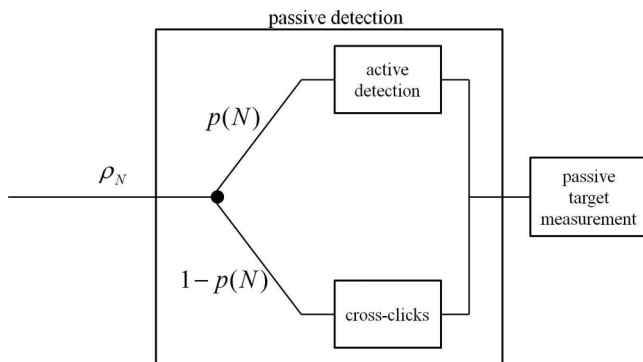 passive detection
active
detection
p(N)
ρ_N
passive
target
measurement
1 − p(N)
cross-clicks